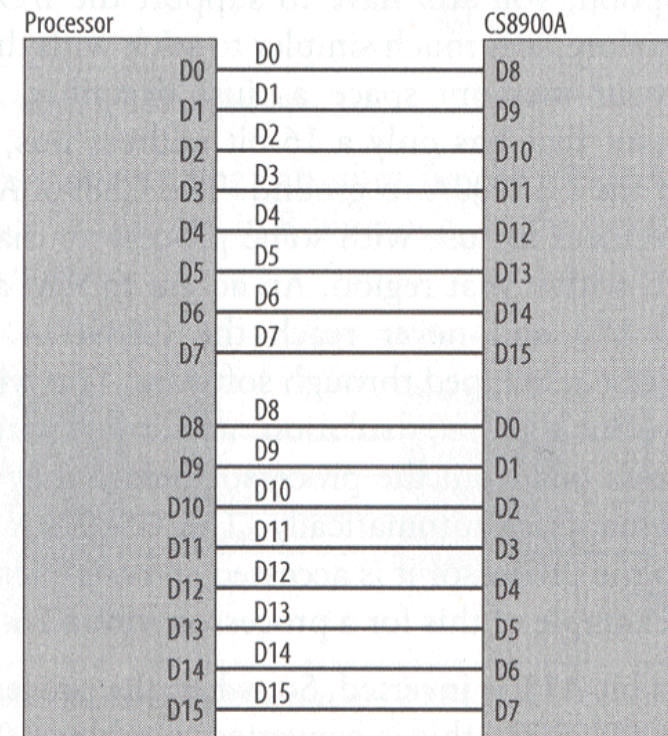 Processor CS8900A
D0 D0 D8
D1 D1 D9
D2 D2 D10
D3 D3 D11
D4 D4 D12
D5 D5 D13
D6 D6 D14
D7 D7 D15
D8 D8 D0
D9 D9 D1
D10 D10 D2
D11 D11 D3
D12 D12 D4
D13 D13 D5
D14 D14 D6
D15 D15 D7